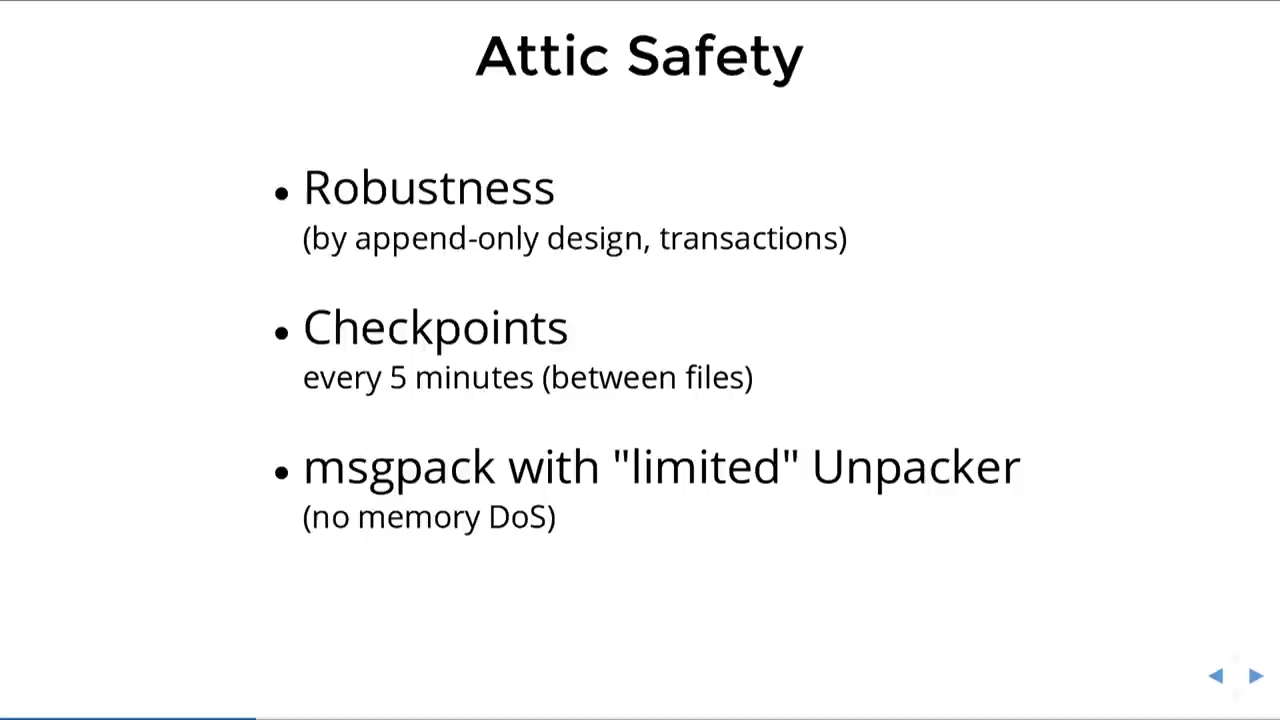 Attic Safety
• Robustness
(by append-only design, transactions)
• Checkpoints
every 5 minutes (between files)
• msgpack with "limited" Unpacker
(no memory DoS)